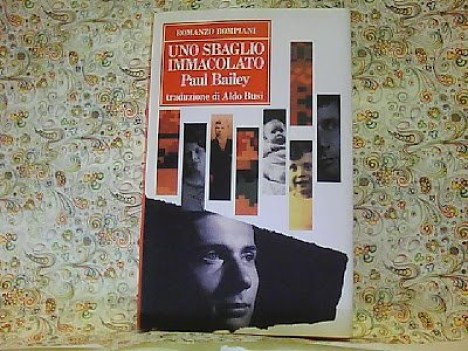 ROMANZO BOMPIANI
UNO SBAGLIO
IMMACOLATO
Paul Bailey
traduzione di Aldo Busi